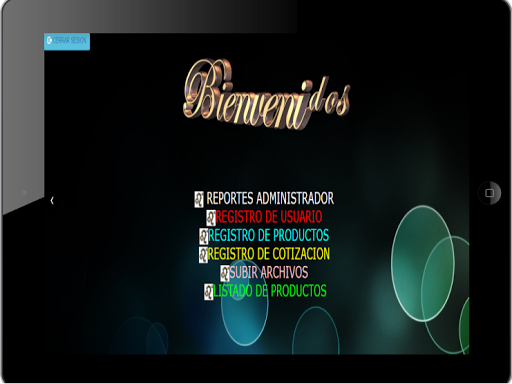 CERRAR SESION
Bienvenidos
REPORTES ADMINISTRADOR
REGISTRO DE USUARIO
REGISTRO DE PRODUCTOS
REGISTRO DE COTIZACION
SUBIR ARCHIVOS
LISTADO DE PRODUCTOS